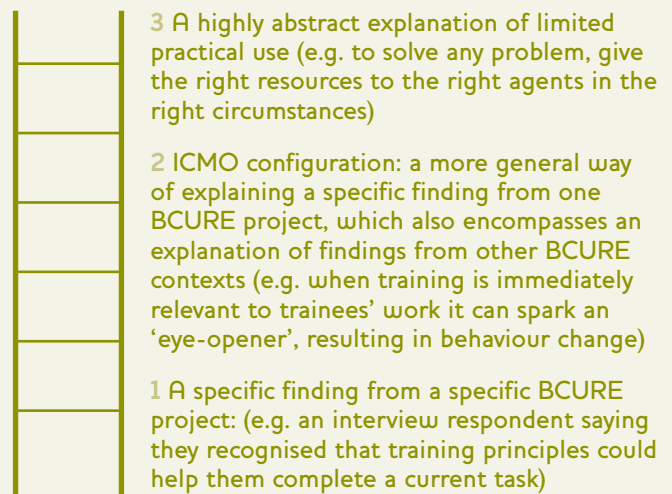 3 A highly abstract explanation of limited
practical use (e.g. to solve any problem, give
the right resources to the right agents in the
right circumstances)
2 ICMO configuration: a more general way
of explaining a specific finding from one
BCURE project, which also encompasses an
explanation of findings from other BCURE
contexts (e.g. when training is immediately
relevant to trainees' work it can spark an
'eye-opener', resulting in behaviour change)
1 A specific finding from a specific BCURE
project: (e.g. an interview respondent saying
they recognised that training principles could
help them complete a current task)